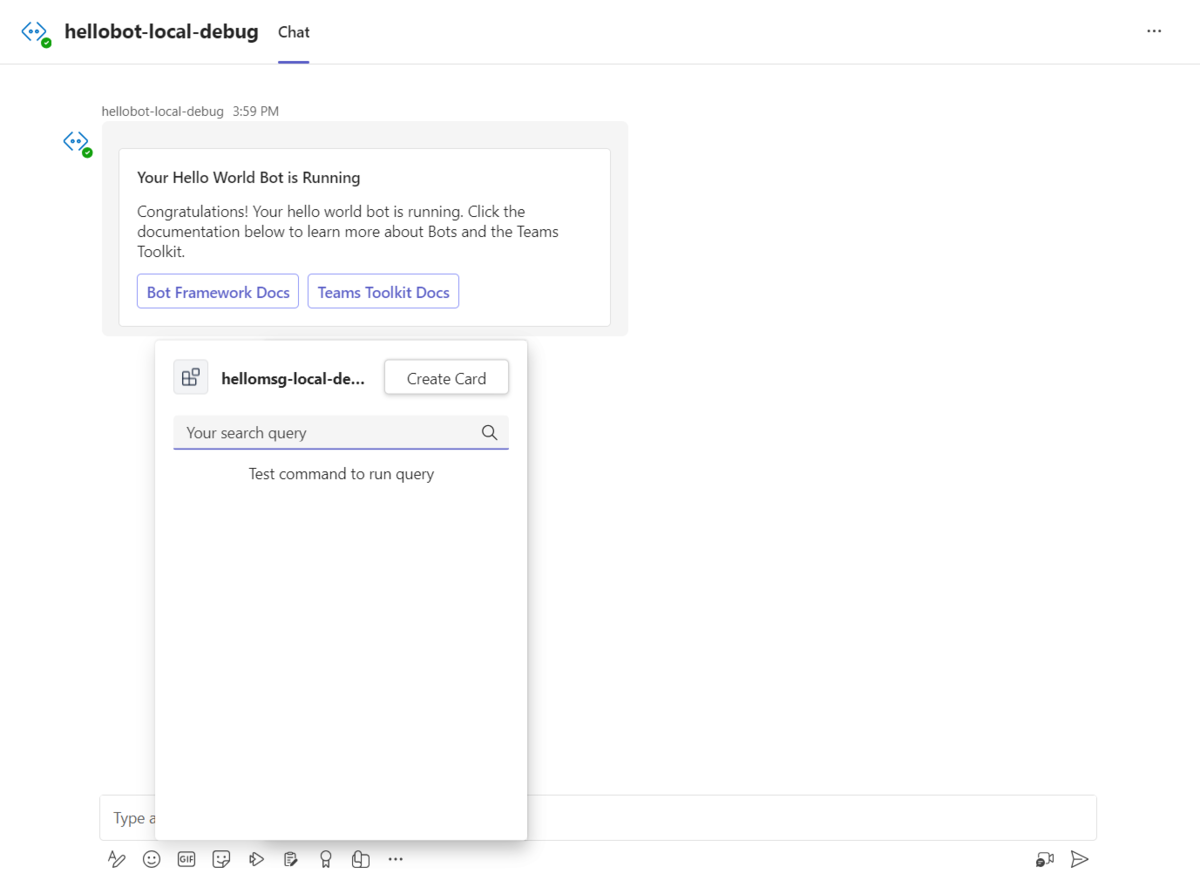 hellobot-local-debug Chat
hellobot-local-debug 3:59 PM
Your Hello World Bot is Running
Congratulations! Your hello world bot is running. Click the
documentation below to learn more about Bots and the Teams
Toolkit.
Bot Framework Docs Teams Toolkit Docs
hellomsg-local-de... Create Card
Your search query
Test command to run query
Type a
GIF